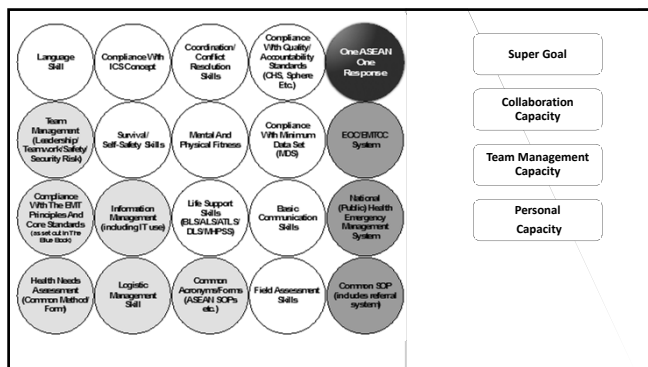 Language
Skill
Compliance With
ICS Concept
Coordination/
Conflict
Resolution
Skills
Compliance
With Quality/
Accountability
Standards
(CHS, Sphere
Etc.)
One ASEAN
One
Response
Team
Management
(Leadership/
Teamwork/Safety/
Security Risk)
Survival/
Self-Safety Skills
Mental And
Physical Fitness
Compliance
With Minimum
Data Set
(MDS)
EOC/EMTCC
System
Compliance
With The EMT
Principles And
Core Standards
(as set out in The
Blue Book)
Information
Management
(including IT use)
Life Support
Skills
(BLS/ALS/ATLS/
DLS/MHPSS)
Basic
Communication
Skills
National
(Public) Health
Emergency
Management
System
Health Needs
Assessment
(Common Method/
Form)
Logistic
Management
Skill
Common
Acronyms/Forms
(ASEAN SOPs
etc.)
Field Assessment
Skills
Common SOP
(includes referral
system)
Super Goal
Collaboration
Capacity
Team Management
Capacity
Personal
Capacity